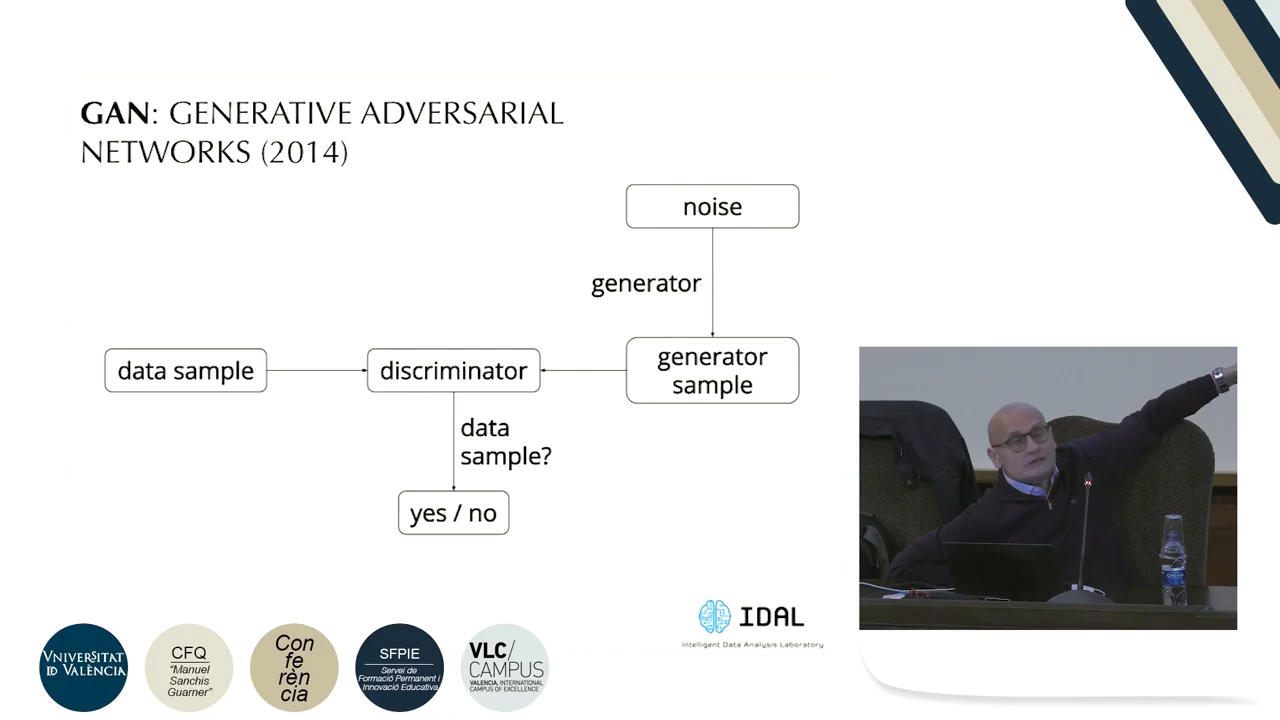 GAN: GENERATIVE ADVERSARIAL
NETWORKS (2014)
noise
generator
data sample
discriminator
generator
sample
data
sample?
yes / no
IDAL
Intelligent Data Analysis Laboratory
VNIVERSITAT
ID VALÈNCIA
CFQ
"Manuel
Sanchis
Guarner"
Con
fe
rèn
cia
SFPIE
Servei de
Formació Permanent i
Innovació Educativa
VLC/
CAMPUS
VALENCIA, INTERNATIONAL
CAMPUS OF EXCELLENCE